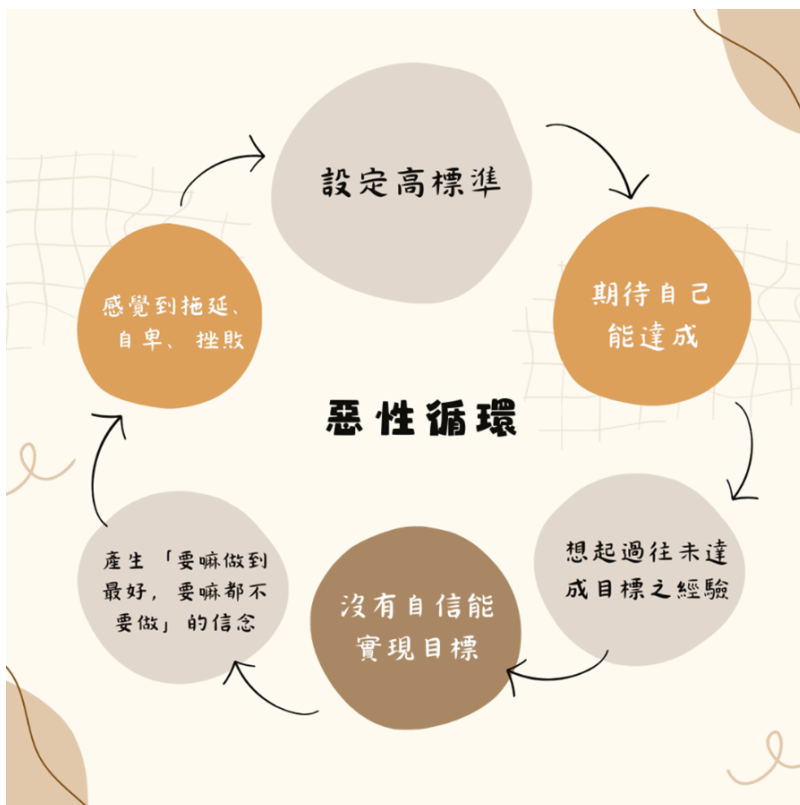 設定高標準
期待自己
能達成
想起過往未達
成目標之經驗
沒有自信能
實現目標
產生「要嘛做到
最好，要嘛都不
要做」的信念
感覺到拖延、
自卑、挫敗
惡性循環